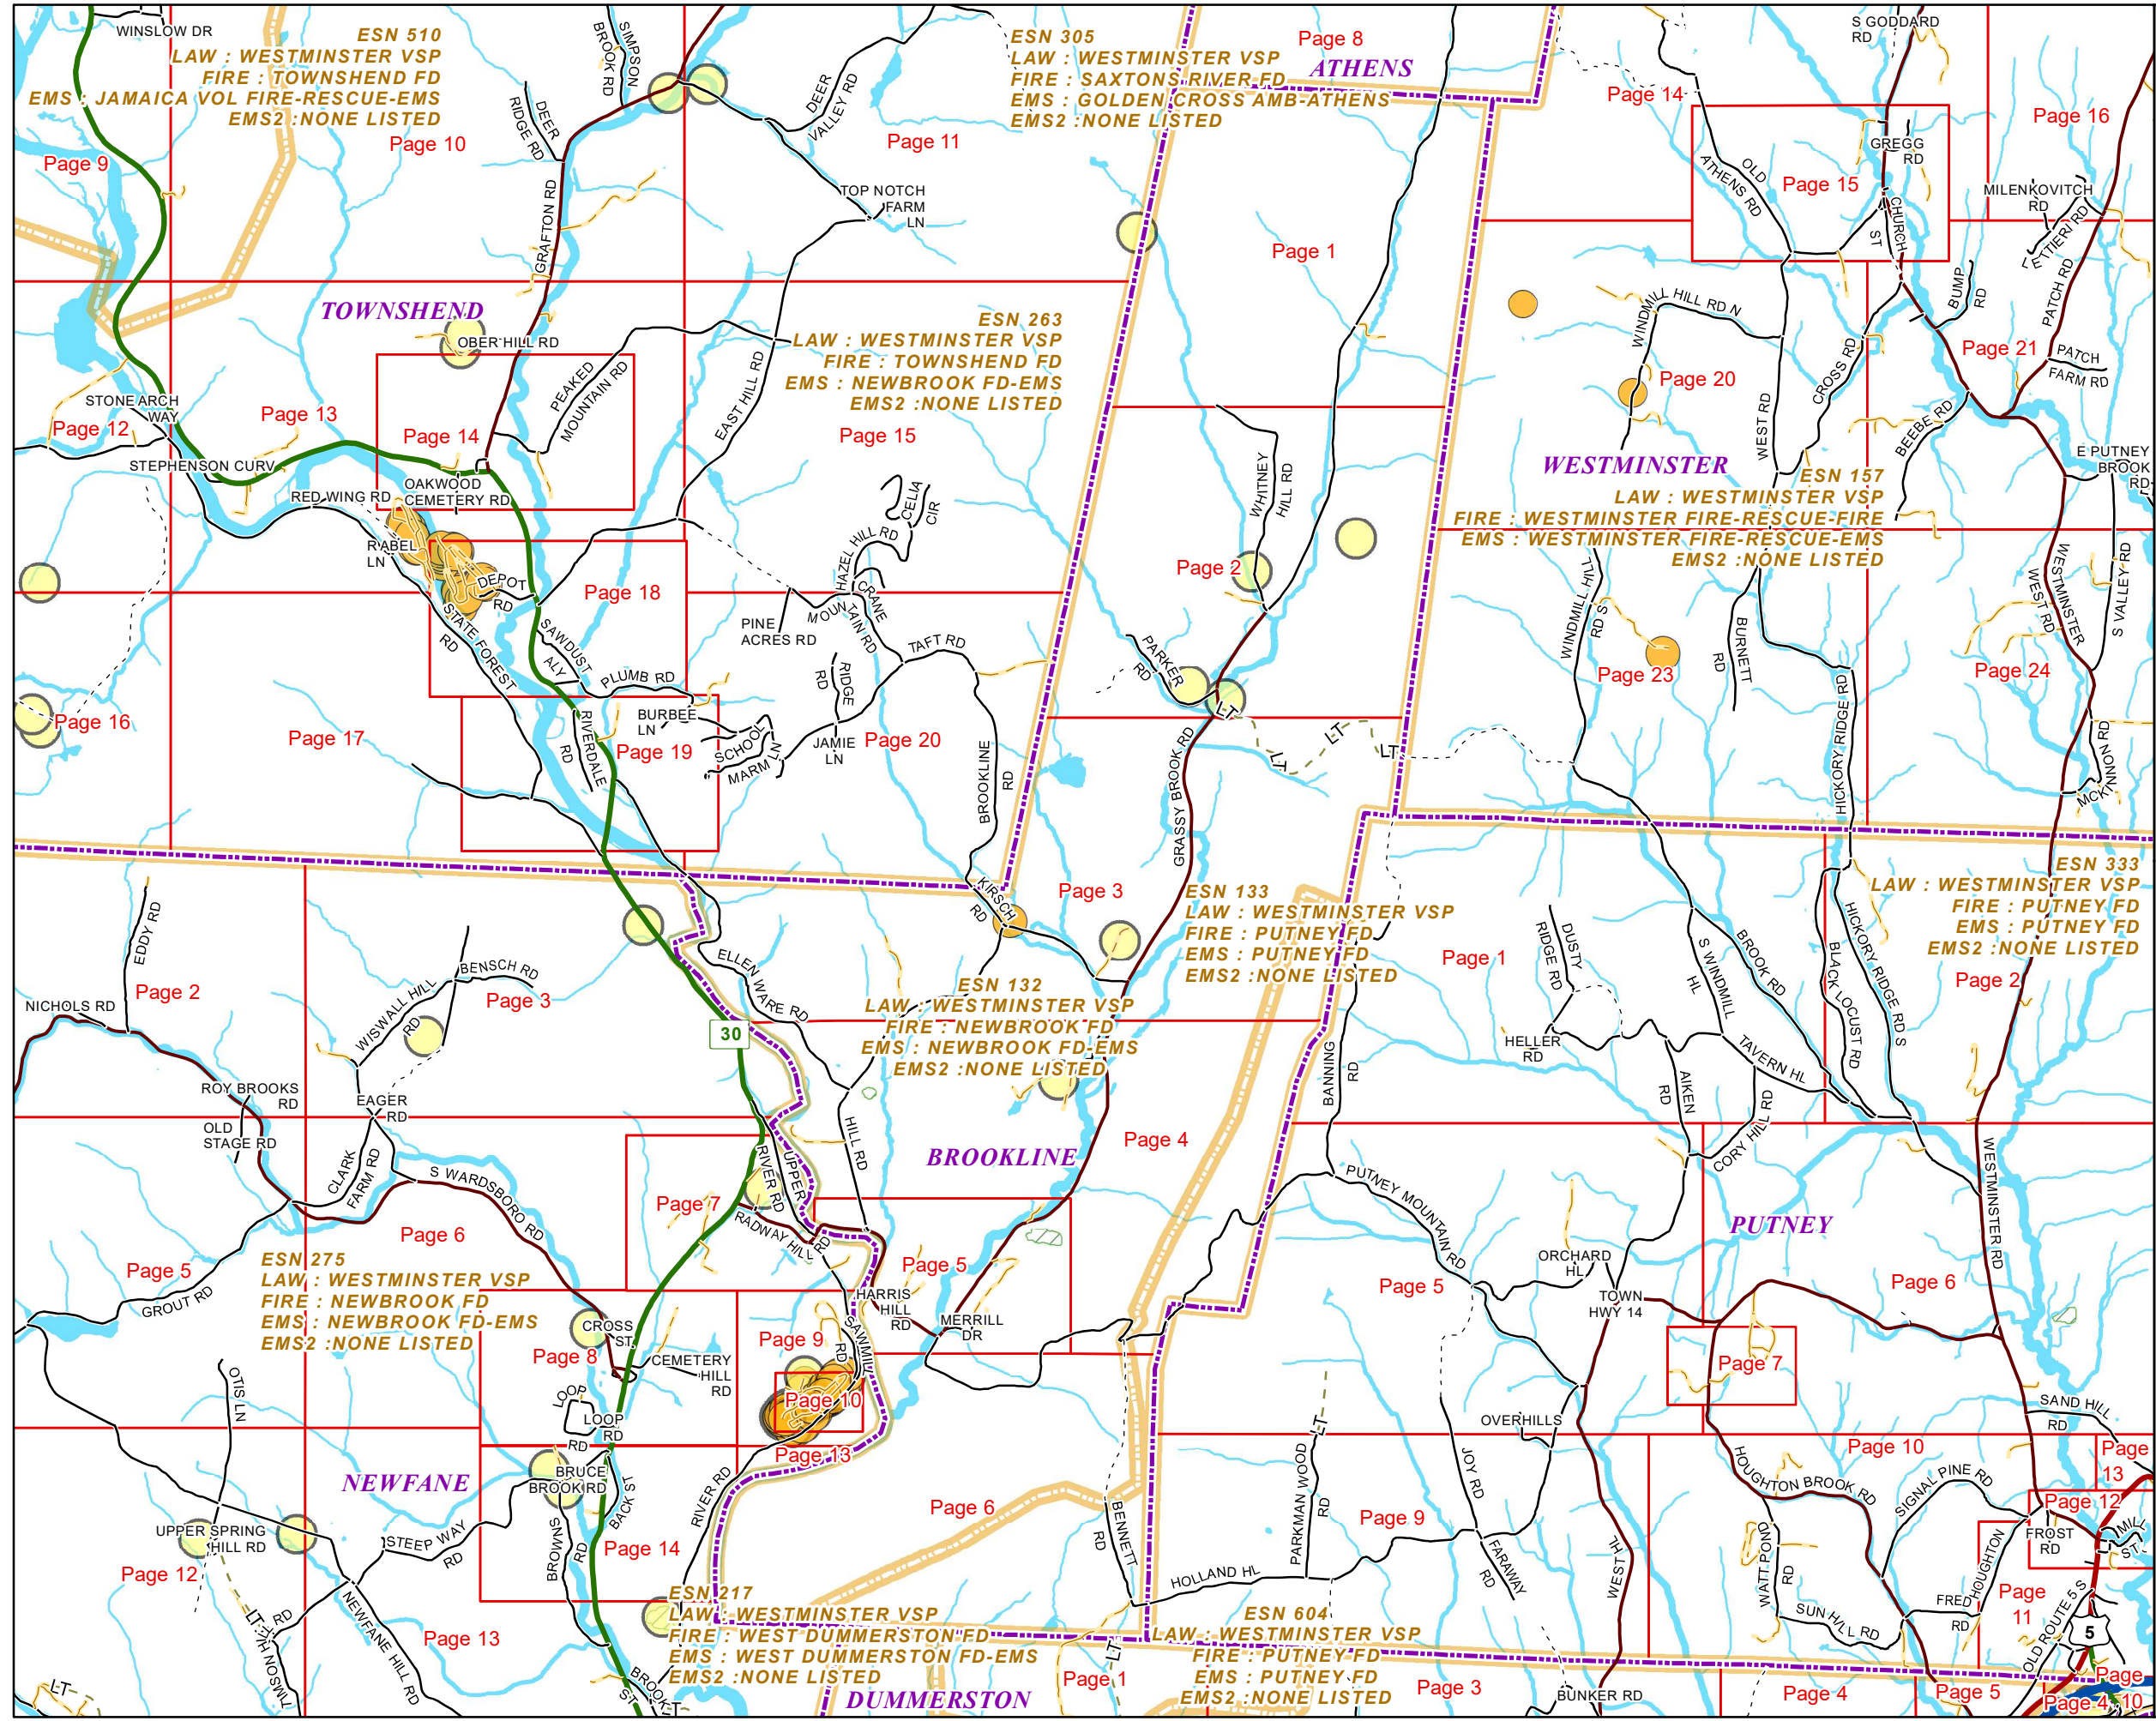 WINSLOW DR
ESN 510
LAW : WESTMINSTER VSP
FIRE : TOWNSHEND FD
EMS : JAMAICA VOL FIRE-RESCUE-EMS
EMS2 :NONE LISTED
SIMPSON
BROOK RD
DEER
RIDGE RD
DEER
VALLEY RD
ESN 305
LAW : WESTMINSTER VSP
FIRE : SAXTONS RIVER FD
EMS : GOLDEN CROSS AMB-ATHENS
EMS2 :NONE LISTED
Page 8
ATHENS
S GODDARD
RD
Page 14
Page 16
Page 9
Page 10
Page 11
GREGG
RD
OLD
ATHENS RD
Page 15
MILENKOVITCH
RD
LETTIERI RD
CHURCH
ST
TOP NOTCH
FARM
LN
GRAFTON RD
Page 1
BUMP
RD
PATCH RD
TOWNSHEND
OBER HILL RD
ESN 263
LAW : WESTMINSTER VSP
FIRE : TOWNSHEND FD
EMS : NEWBROOK FD-EMS
EMS2 :NONE LISTED
WINDMILL HILL RD N
Page 20
CROSS RD
WEST RD
Page 21
PATCH
FARM RD
BEEBE RD
PEAKED
MOUNTAIN RD
EAST HILL RD
STONE ARCH
WAY
Page 12
Page 13
Page 14
Page 15
STEPHENSON CURV
OAKWOOD
CEMETERY RD
RED WING RD
CELIA
CIR
WHITNEY
HILL RD
WESTMINSTER
ESN 157
LAW : WESTMINSTER VSP
FIRE : WESTMINSTER FIRE-RESCUE-FIRE
EMS : WESTMINSTER FIRE-RESCUE-EMS
EMS2 :NONE LISTED
E PUTNEY
BROOK
RD
RABEL
LN
DEPOT
RD
Page 18
HAZEL HILL RD
CRANE
PINE
ACRES RD
Page 2
WINDMILL HILL
RD S
BURNETT
RD
WESTMINSTER
WEST RD
S VALLEY RD
STATE FOREST
RD
SAWDUST
ALY
PLUMB RD
TAFT RD
RIDGE
RD
PARKER
RD
Page 23
Page 24
Page 16
Page 17
RIVERDALE
RD
BURBEE
LN
Page 19
SCHOOL
MARM LN
JAMIE
LN
Page 20
BROOKLINE
RD
LT
LT
LT
LT
GRASSY BROOK RD
HICKORY RIDGE RD
MCKINNON RD
KIRSCH
RD
Page 3
ESN 133
LAW : WESTMINSTER VSP
FIRE : PUTNEY FD
EMS : PUTNEY FD
EMS2 :NONE LISTED
ESN 333
LAW : WESTMINSTER VSP
FIRE : PUTNEY FD
EMS : PUTNEY FD
EMS2 :NONE LISTED
EDDY RD
NICHOLS RD
Page 2
BENSCH RD
WISWALL HILL
RD
Page 3
ELLEN WARE RD
30
ESN 132
LAW : WESTMINSTER VSP
FIRE : NEWBROOK FD
EMS : NEWBROOK FD-EMS
EMS2 :NONE LISTED
Page 1
DUSTY
RIDGE RD
HELLER
RD
S WINDMILL
HL
BROOK RD
BLACK LOCUST RD
HICKORY RIDGE RD S
Page 2
ROY BROOKS
RD
OLD
STAGE RD
EAGER
RD
CLARK
FARM RD
BANNING
RD
TAVERN HL
AIKEN
RD
CORY HILL RD
HILL RD
BROOKLINE
Page 4
S WARDSBORO RD
Page 7
RIVER RD
UPPER
RADWAY HILL RD
PUTNEY MOUNTAIN RD
PUTNEY
WESTMINSTER RD
Page 5
Page 6
ESN 275
LAW : WESTMINSTER VSP
FIRE : NEWBROOK FD
EMS : NEWBROOK FD-EMS
EMS2 :NONE LISTED
GROUT RD
Page 5
HARRIS
HILL
RD
MERRILL
DR
Page 5
ORCHARD
HL
TOWN
HWY 14
Page 6
CROSS
ST
Page 8
CEMETERY
HILL
RD
Page 9
SAWMILL
RD
Page 10
Page 7
OTIS LN
LOOP
RD
LOOP
RD
Page 13
PARKMAN WOOD
RD
LT
OVERHILLS
JOY RD
SAND HILL
RD
Page 10
Page
13
NEWFANE
BRUCE
BROOK RD
BACK ST
RIVER RD
Page 6
BENNETT
RD
Page 9
HOUGHTON BROOK RD
SIGNAL PINE RD
Page 12
FROST
RD
MILL
ST
UPPER SPRING
HILL RD
STEEP WAY
RD
BROWNS
RD
Page 14
Page 12
HOLLAND HL
FARAWAY
RD
WEST HL
WATT POND
RD
FRED HOUGHTON
RD
Page
11
SUN HILL RD
OLD ROUTE 5 S
5
LT
TIMSON HILL RD
NEWFANE HILL RD
Page 13
ESN 217
LAW : WESTMINSTER VSP
FIRE : WEST DUMMERSTON FD
EMS : WEST DUMMERSTON FD-EMS
EMS2 :NONE LISTED
ESN 604
LAW : WESTMINSTER VSP
FIRE : PUTNEY FD
EMS : PUTNEY FD
EMS2 :NONE LISTED
LT
BROOK
ST
DUMMERSTON
Page 1
LT
Page 3
BUNKER RD
Page 4
Page 5
Page 4
Page
10